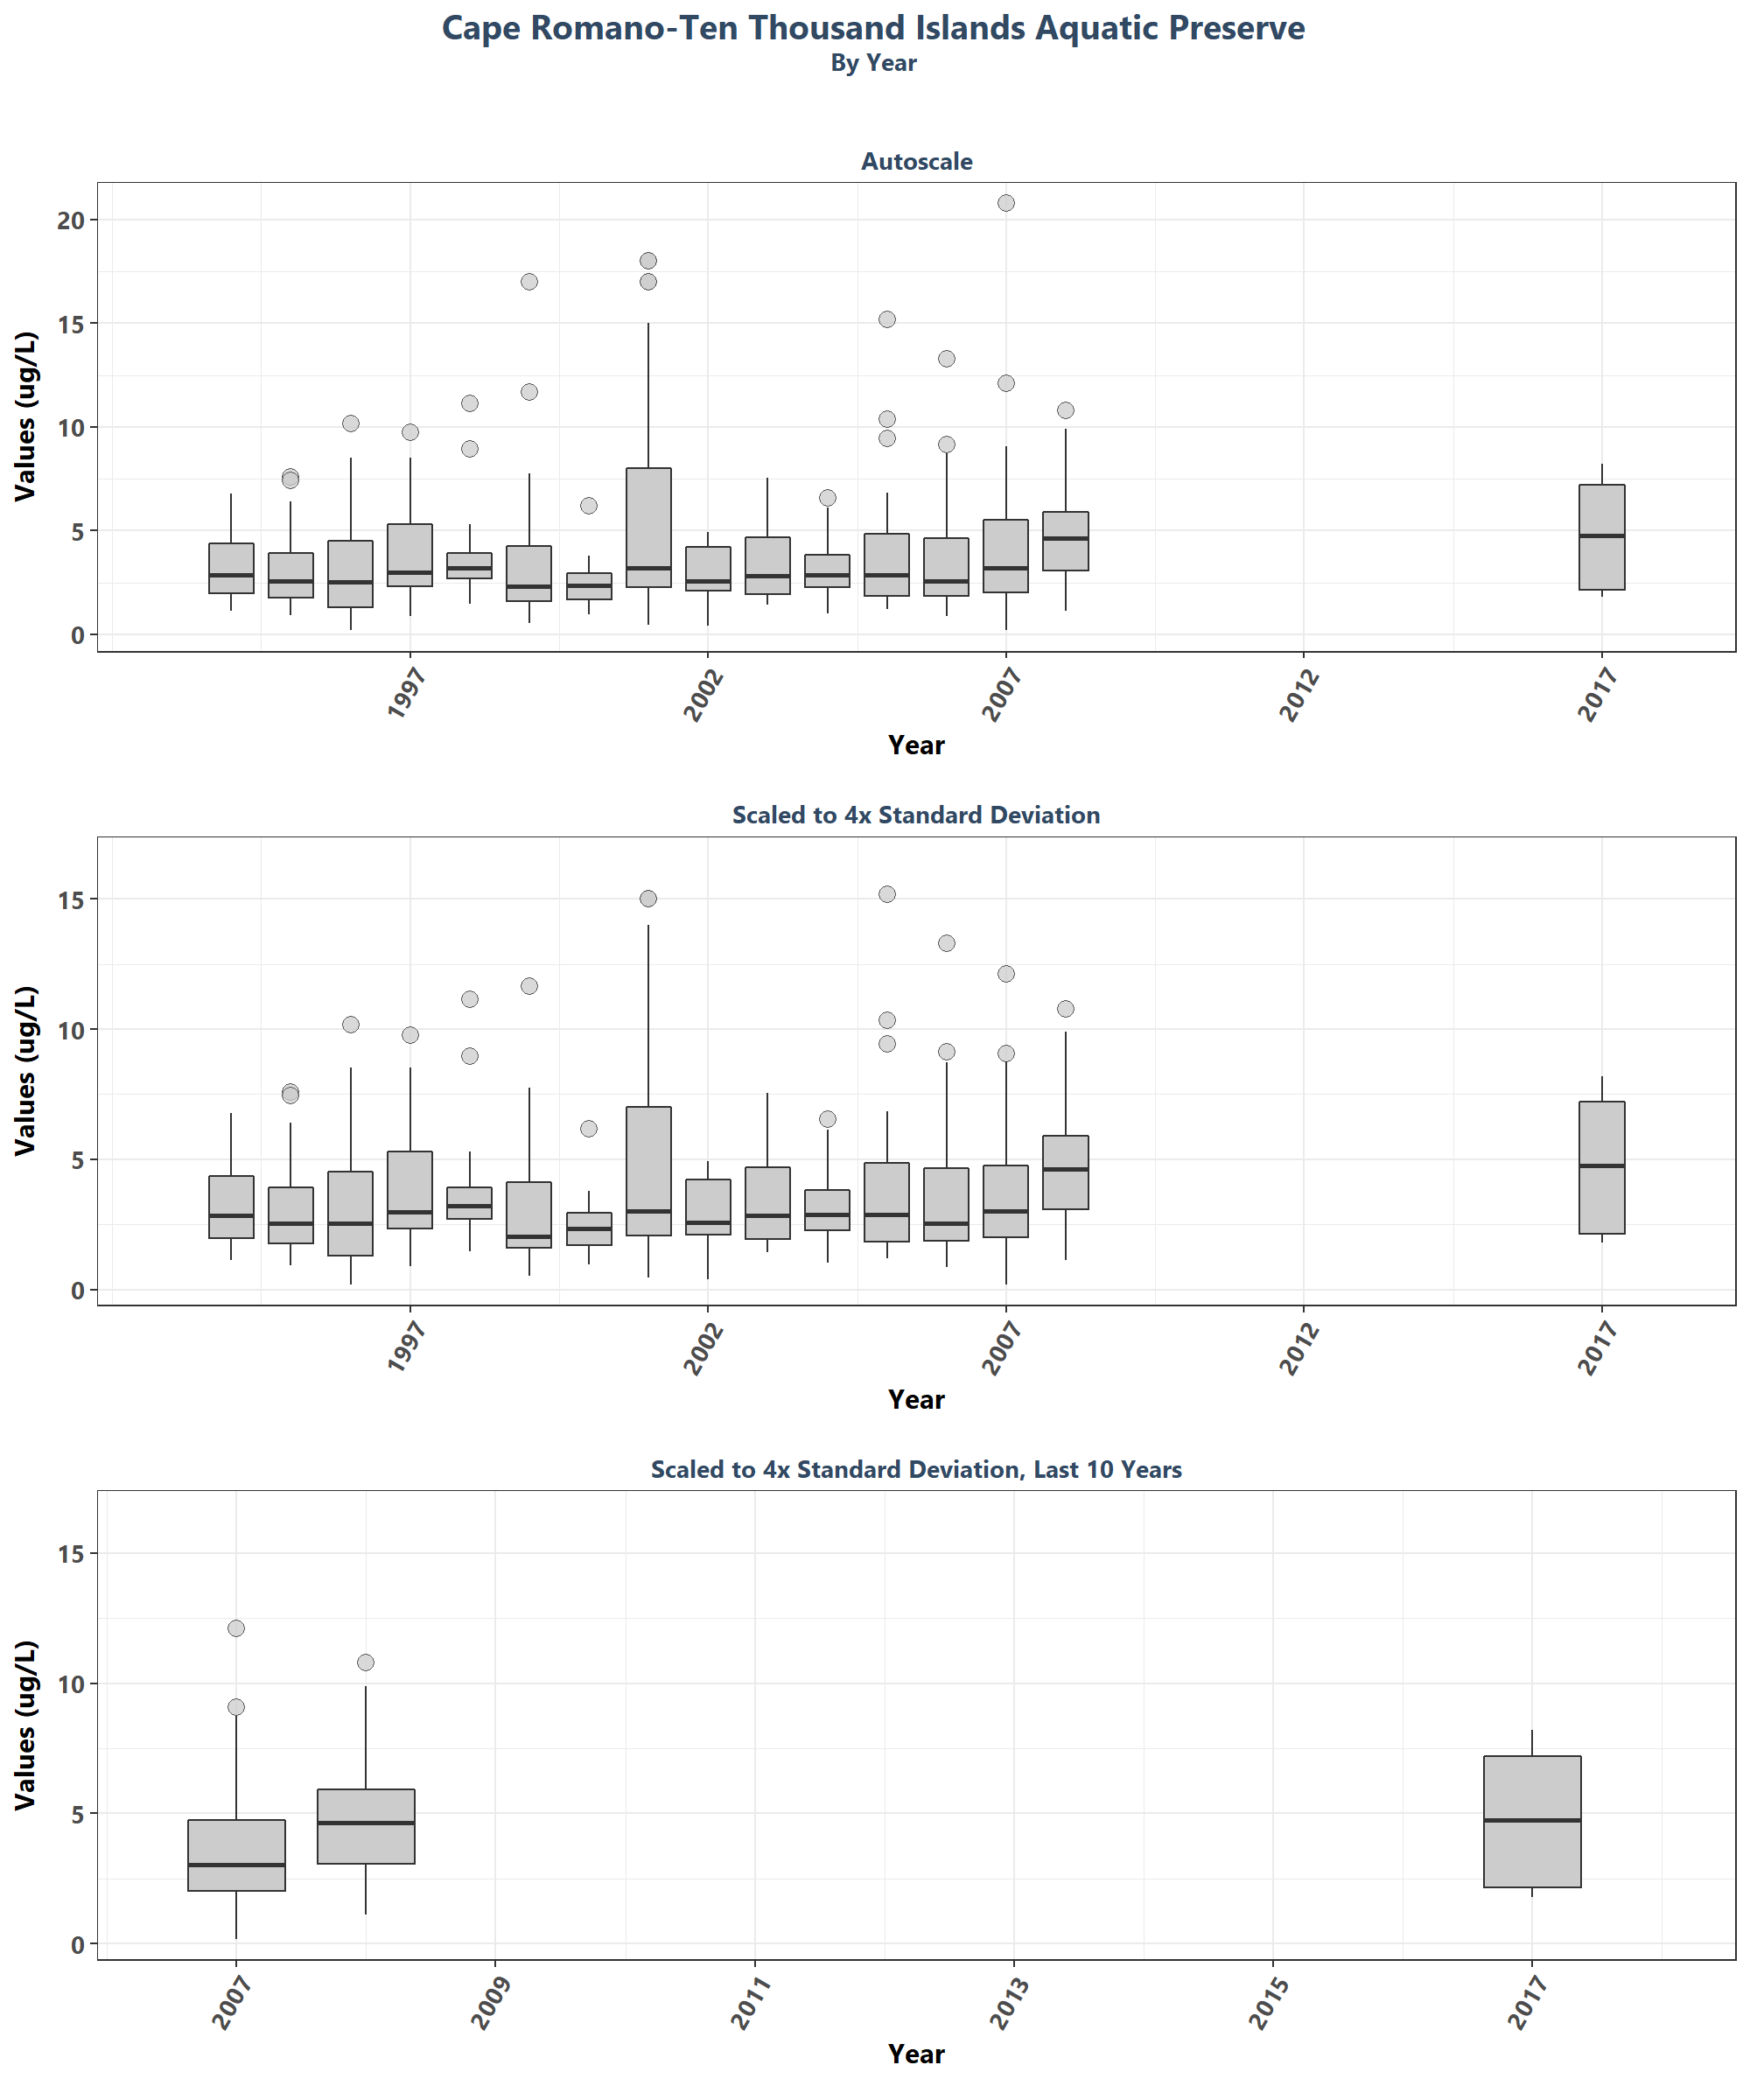 Cape Romano-Ten Thousand Islands Aquatic Preserve
By Year
Autoscale
Values (ug/L)
20
15
10
5
0
1997
2002
2007
2012
2017
Year
Scaled to 4x Standard Deviation
Values (ug/L)
15
10
5
0
1997
2002
2007
2012
2017
Year
Scaled to 4x Standard Deviation, Last 10 Years
Values (ug/L)
15
10
5
0
2007
2009
2011
2013
2015
2017
Year